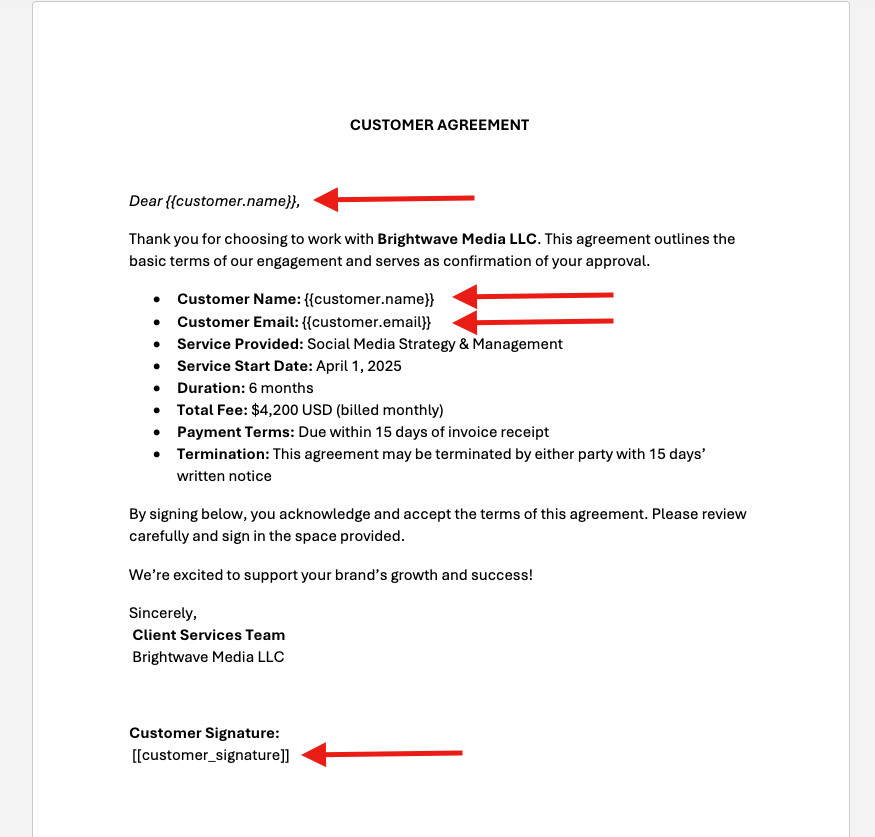 CUSTOMER AGREEMENT
Dear {{customer.name}},
Thank you for choosing to work with Brightwave Media LLC. This agreement outlines the
basic terms of our engagement and serves as confirmation of your approval.
• Customer Name: {{customer.name}}
• Customer Email: {{customer.email}}
• Service Provided: Social Media Strategy & Management
• Service Start Date: April 1, 2025
• Duration: 6 months
• Total Fee: $4,200 USD (billed monthly)
• Payment Terms: Due within 15 days of invoice receipt
• Termination: This agreement may be terminated by either party with 15 days’
written notice
By signing below, you acknowledge and accept the terms of this agreement. Please review
carefully and sign in the space provided.
We’re excited to support your brand’s growth and success!
Sincerely,
Client Services Team
Brightwave Media LLC
Customer Signature:
[[customer_signature]]